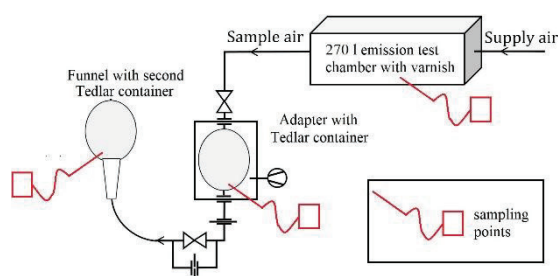 Sample air
Supply air
270 l emission test
chamber with varnish
Funnel with second
Tedlar container
Adapter with
Tedlar container
sampling
points